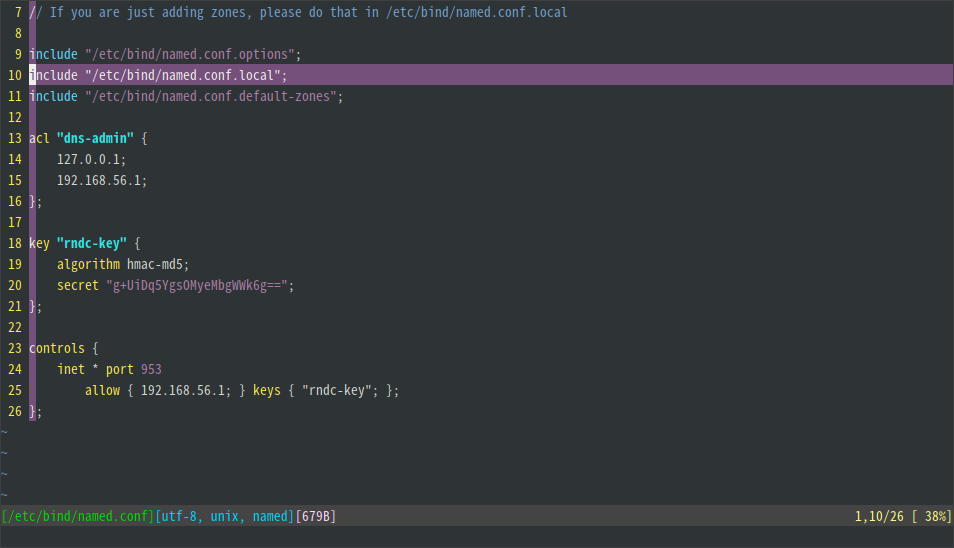 7 // If you are just adding zones, please do that in /etc/bind/named.conf.local
8
9 include "/etc/bind/named.conf.options";
10 include "/etc/bind/named.conf.local";
11 include "/etc/bind/named.conf.default-zones";
12
13 acl "dns-admin" {
14     127.0.0.1;
15     192.168.56.1;
16 };
17
18 key "rndc-key" {
19     algorithm hmac-md5;
20     secret "g+UiDq5YgsOMyeMbgWWk6g==";
21 };
22
23 controls {
24     inet * port 953
25         allow { 192.168.56.1; } keys { "rndc-key"; };
26 };
~
~
~
~
[/etc/bind/named.conf][utf-8, unix, named][679B] 1,10/26 [ 38%]